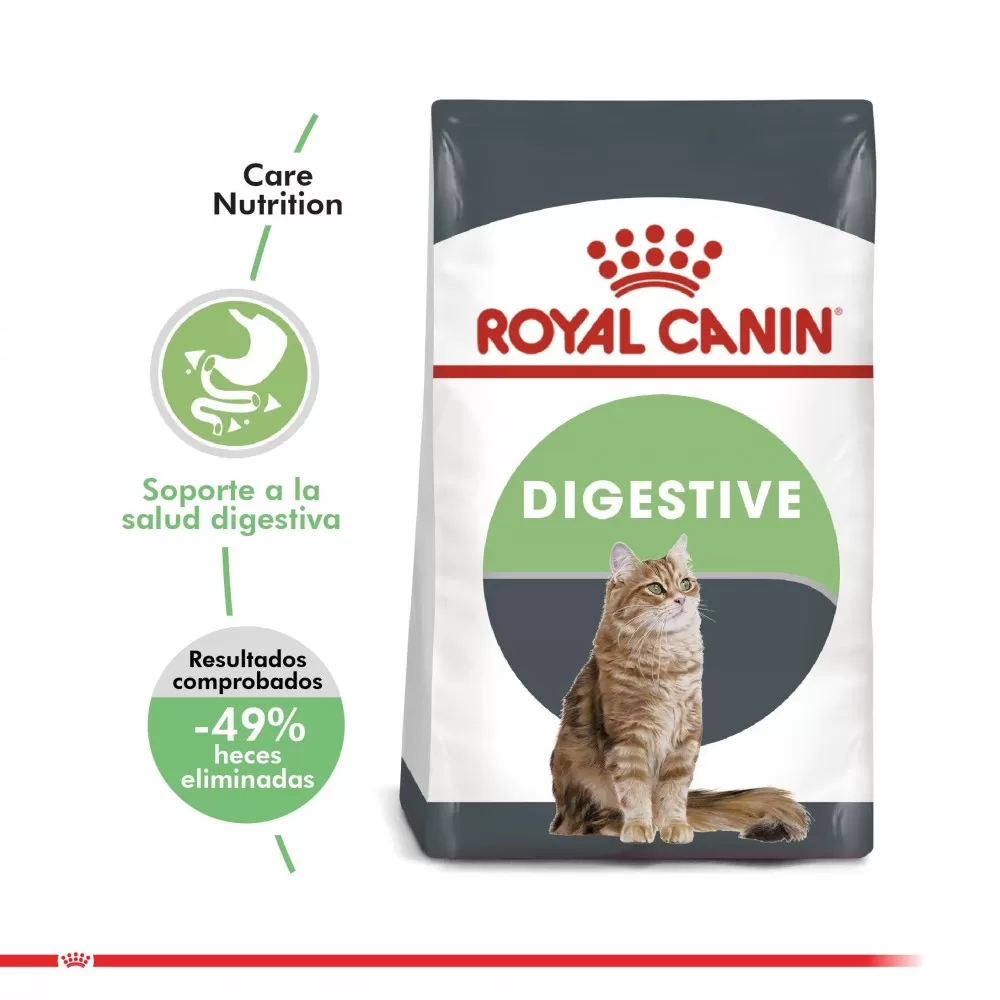 Care
Nutrition
Soporte a la
salud digestiva
Resultados
comprobados
-49%
heces
eliminadas
ROYAL CANIN®
DIGESTIVE